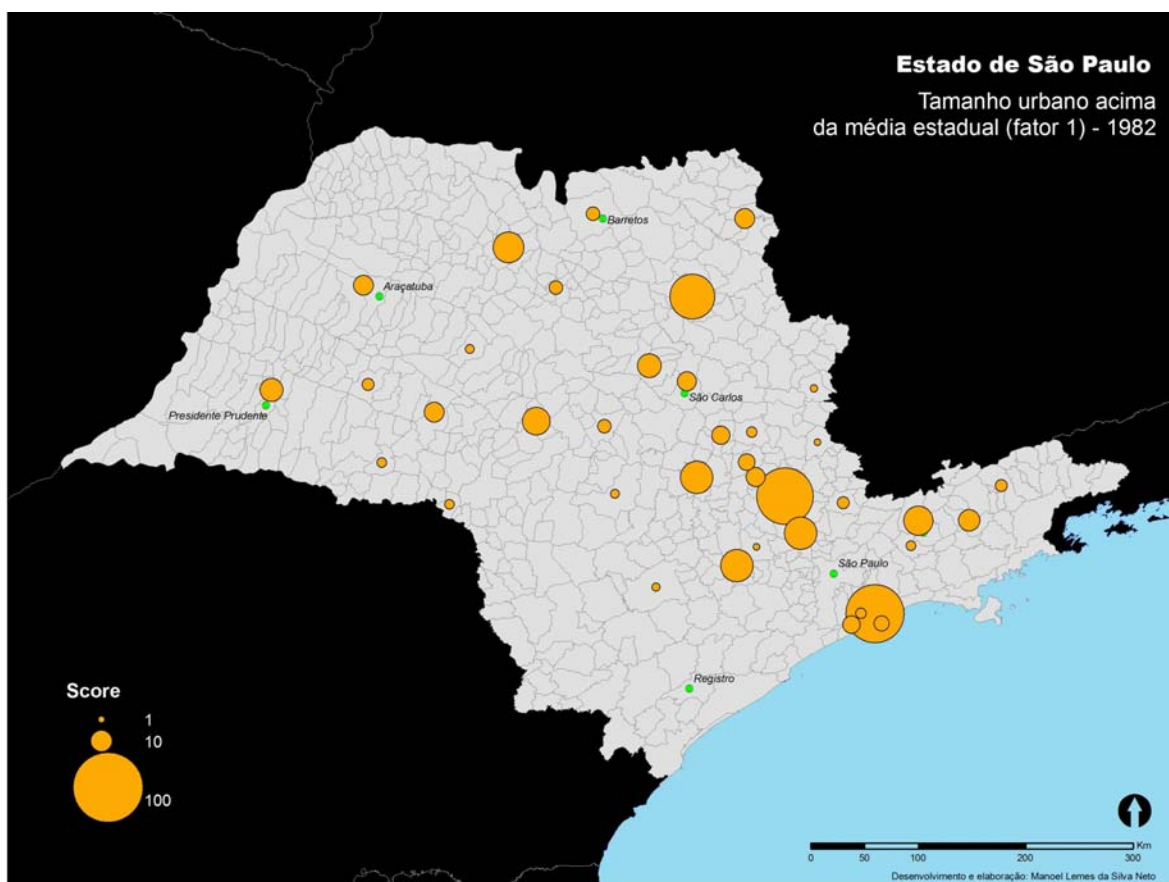 Estado de São Paulo
Tamanho urbano acima
da média estadual (fator 1) - 1982
Barretos
Araçatuba
São Carlos
Presidente Prudente
São Paulo
Registro
Score
1
10
100
Km
0 50 100 200 300
Desenvolvimento e elaboração: Manoel Lemes da Silva Neto